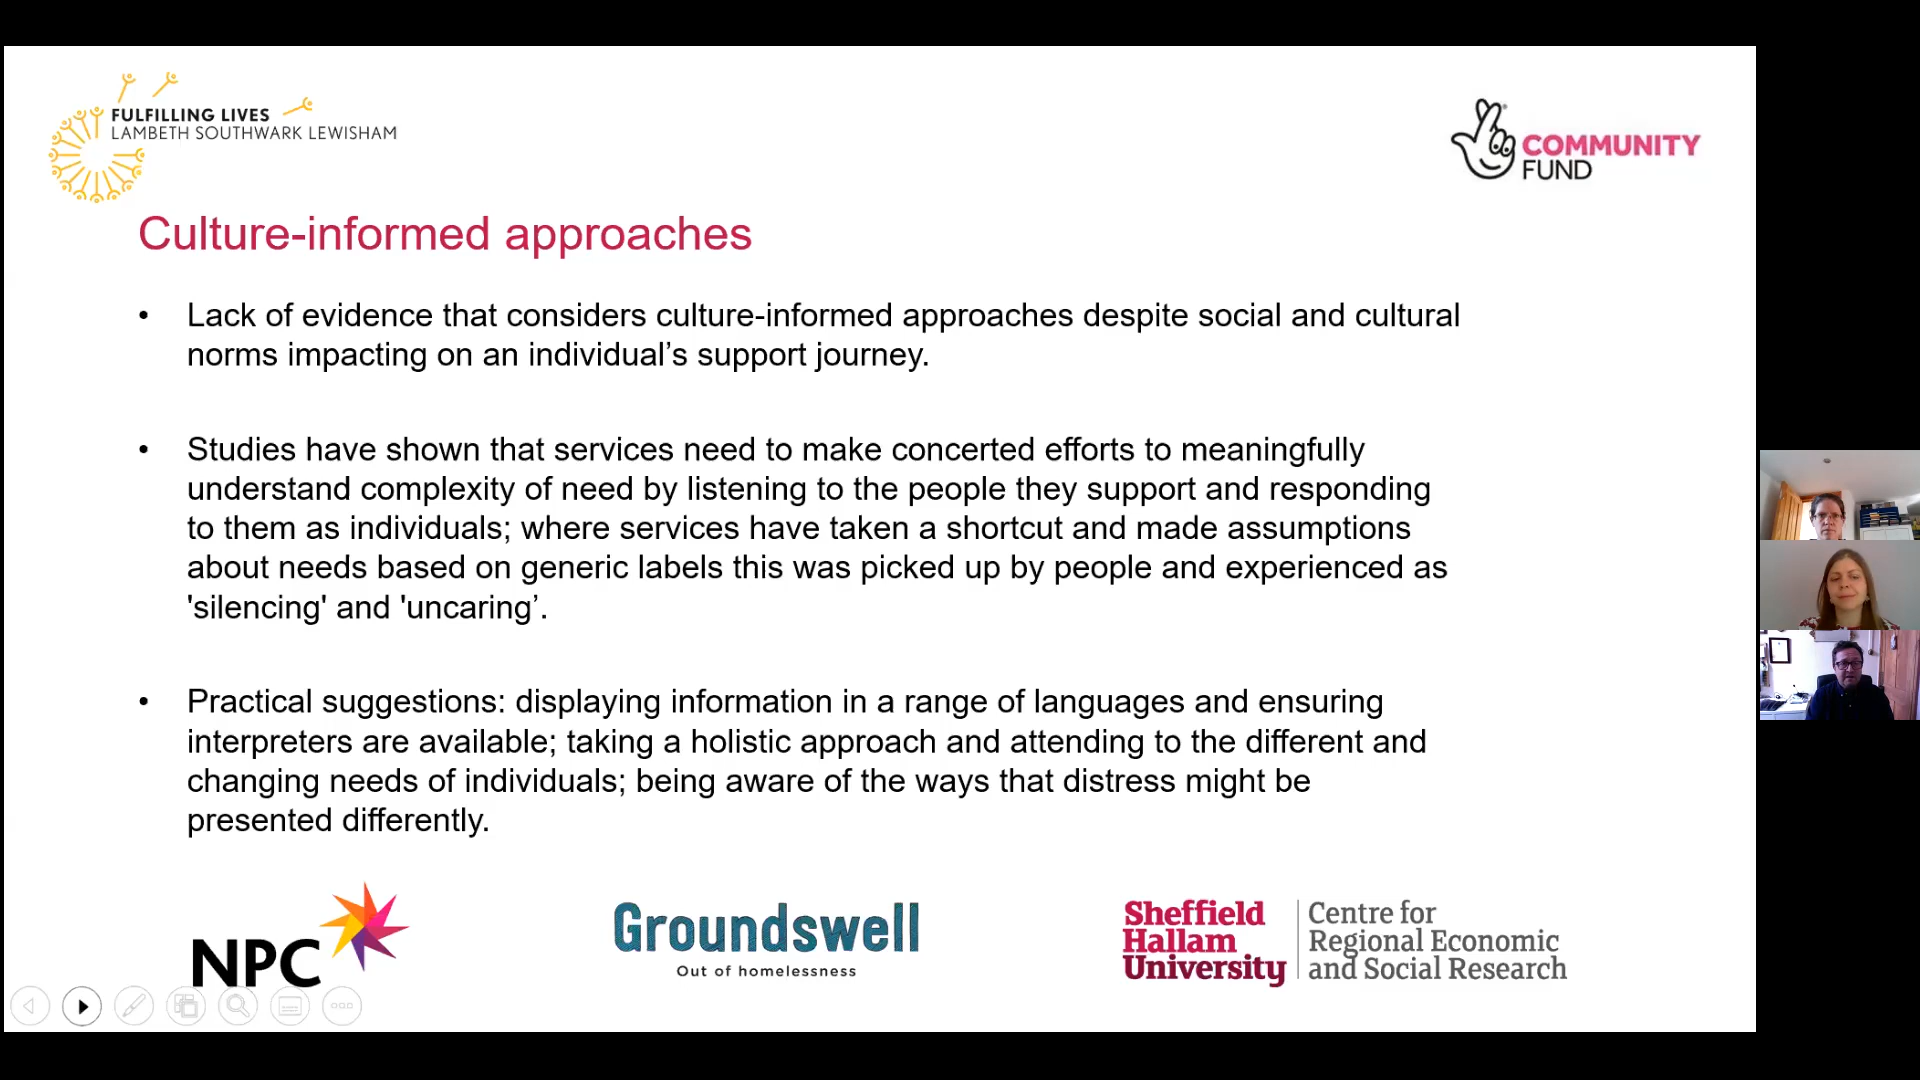 FULFILLING LIVES
LAMBETH SOUTHWARK LEWISHAM
COMMUNITY
FUND
Culture-informed approaches
• Lack of evidence that considers culture-informed approaches despite social and cultural
norms impacting on an individual’s support journey.
• Studies have shown that services need to make concerted efforts to meaningfully
understand complexity of need by listening to the people they support and responding
to them as individuals; where services have taken a shortcut and made assumptions
about needs based on generic labels this was picked up by people and experienced as
'silencing' and 'uncaring’.
• Practical suggestions: displaying information in a range of languages and ensuring
interpreters are available; taking a holistic approach and attending to the different and
changing needs of individuals; being aware of the ways that distress might be
presented differently.
NPC
Groundswell
Out of homelessness
Sheffield
Hallam
University
Centre for
Regional Economic
and Social Research